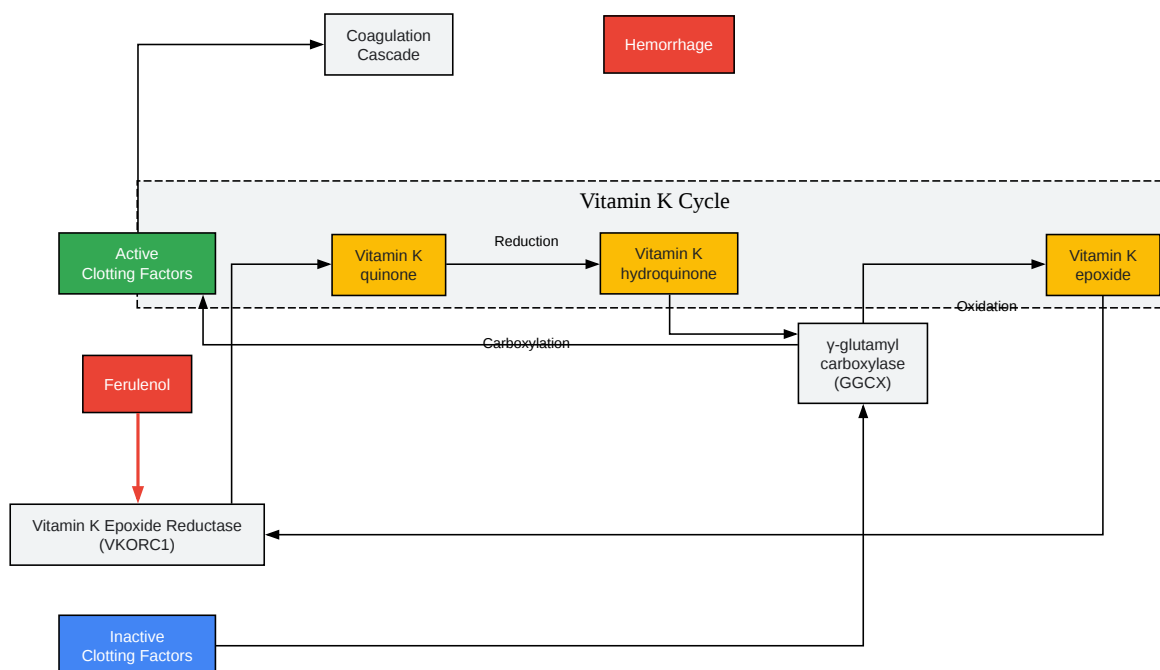 Coagulation
Cascade
Hemorrhage
Vitamin K Cycle
Active
Clotting Factors
Vitamin K
quinone
Reduction
Vitamin K
hydroquinone
Vitamin K
epoxide
Oxidation
Carboxylation
γ-glutamyl
carboxylase
(GGCX)
Ferulenol
Vitamin K Epoxide Reductase
(VKORC1)
Inactive
Clotting Factors